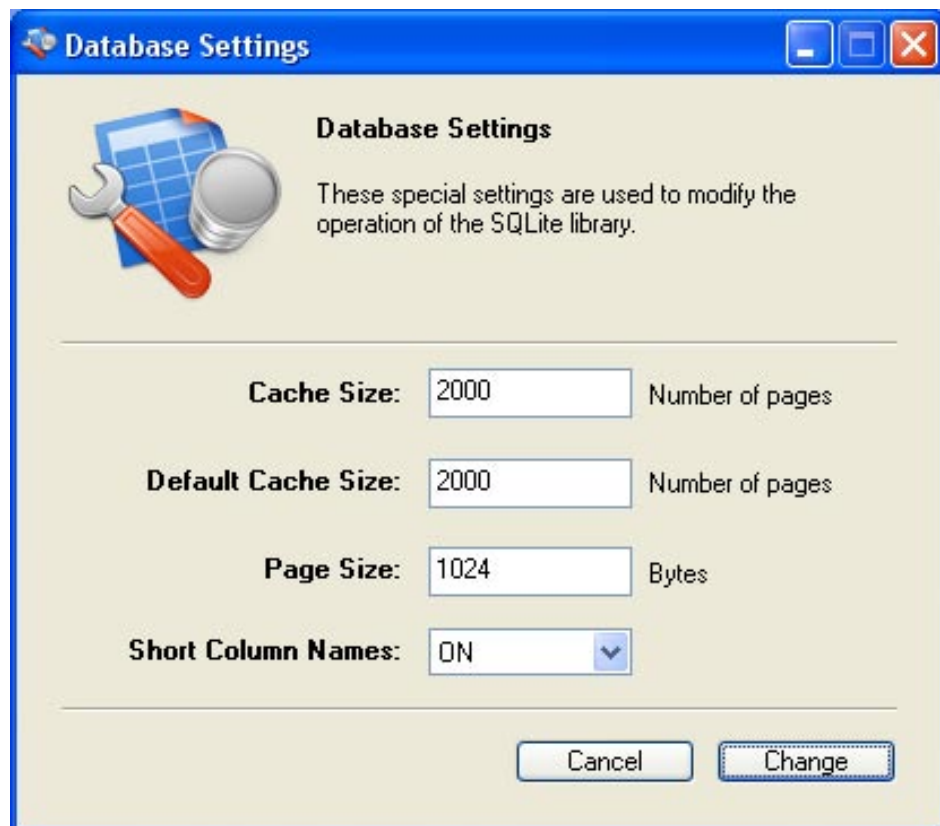 Database Settings
Database Settings
These special settings are used to modify the
operation of the SQLite library.
Cache Size: 2000 Number of pages
Default Cache Size: 2000 Number of pages
Page Size: 1024 Bytes
Short Column Names: ON
Cancel Change